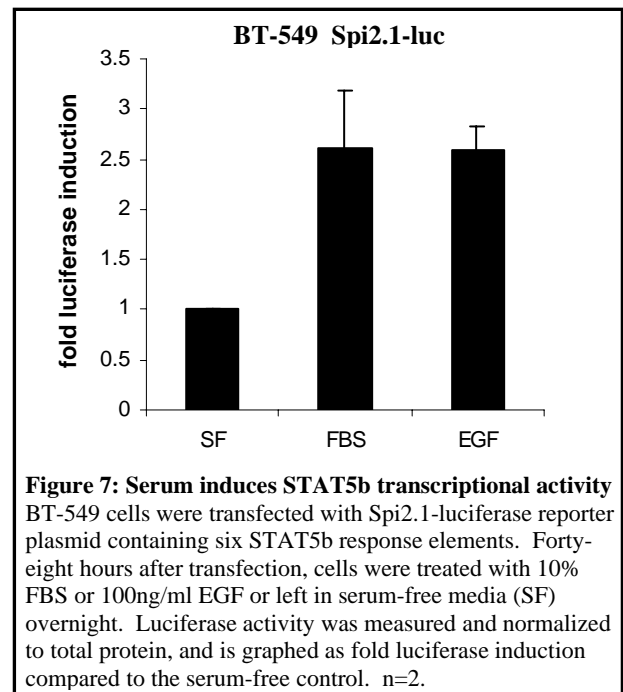 BT-549 Spi2.1-luc
3.5
3
2.5
2
1.5
1
0.5
0
fold luciferase induction
SF FBS EGF
Figure 7: Serum induces STAT5b transcriptional activity
BT-549 cells were transfected with Spi2.1-luciferase reporter
plasmid containing six STAT5b response elements. Forty-
eight hours after transfection, cells were treated with 10%
FBS or 100ng/ml EGF or left in serum-free media (SF)
overnight. Luciferase activity was measured and normalized
to total protein, and is graphed as fold luciferase induction
compared to the serum-free control. n=2.